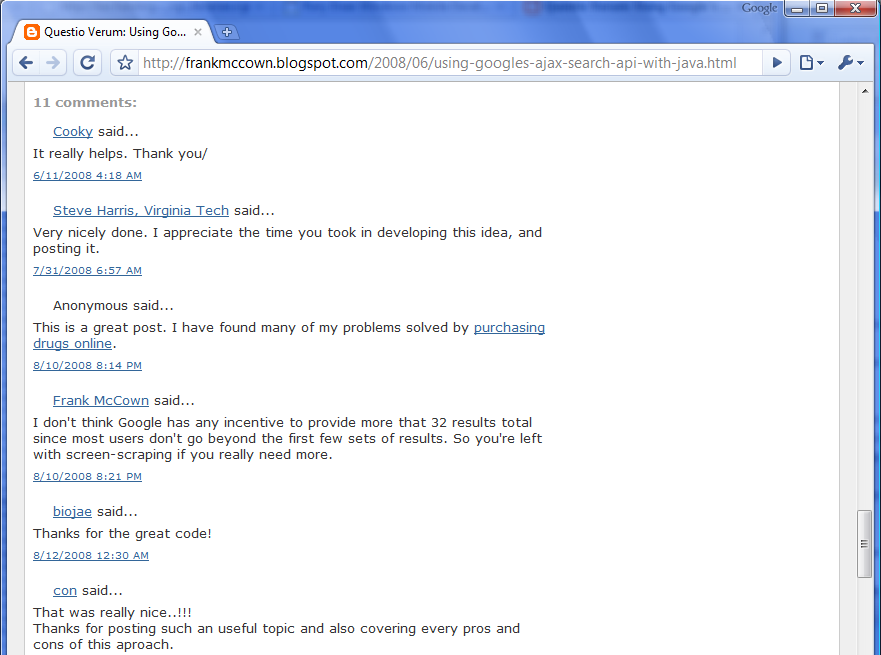 Google
Questio Verum: Using Go...
http://frankmccown.blogspot.com/2008/06/using-googles-ajax-search-api-with-java.html
11 comments:
Cooky said...
It really helps. Thank you/
6/11/2008 4:18 AM
Steve Harris, Virginia Tech said...
Very nicely done. I appreciate the time you took in developing this idea, and
posting it.
7/31/2008 6:57 AM
Anonymous said...
This is a great post. I have found many of my problems solved by purchasing
drugs online.
8/10/2008 8:14 PM
Frank McCown said...
I don't think Google has any incentive to provide more that 32 results total
since most users don't go beyond the first few sets of results. So you're left
with screen-scraping if you really need more.
8/10/2008 8:21 PM
biojae said...
Thanks for the great code!
8/12/2008 12:30 AM
con said...
That was really nice..!!!
Thanks for posting such an useful topic and also covering every pros and
cons of this aproach.